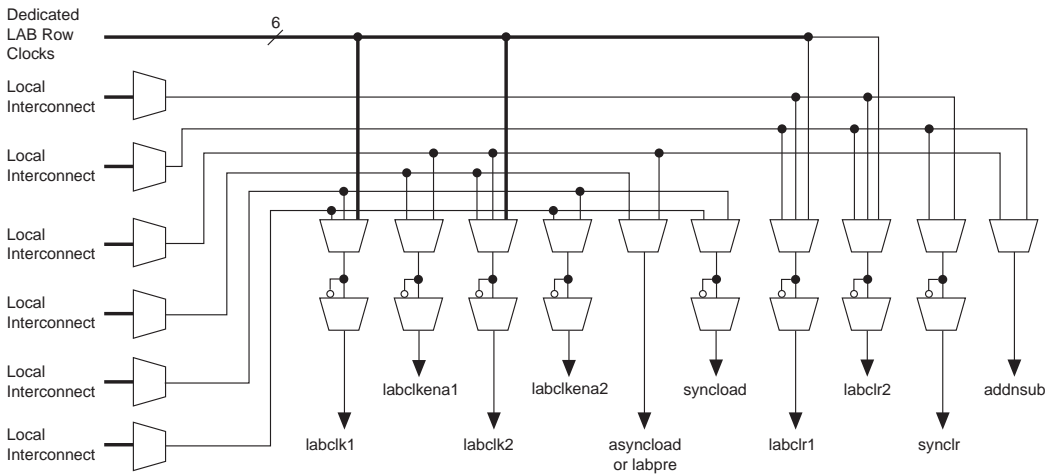 Dedicated
LAB Row
Clocks
6
Local
Interconnect
Local
Interconnect
Local
Interconnect
Local
Interconnect
Local
Interconnect
Local
Interconnect
labclkena1
labclkena2
syncload
labclr2
addnsub
labclk1
labclk2
asyncload
or labpre
labclr1
synclr